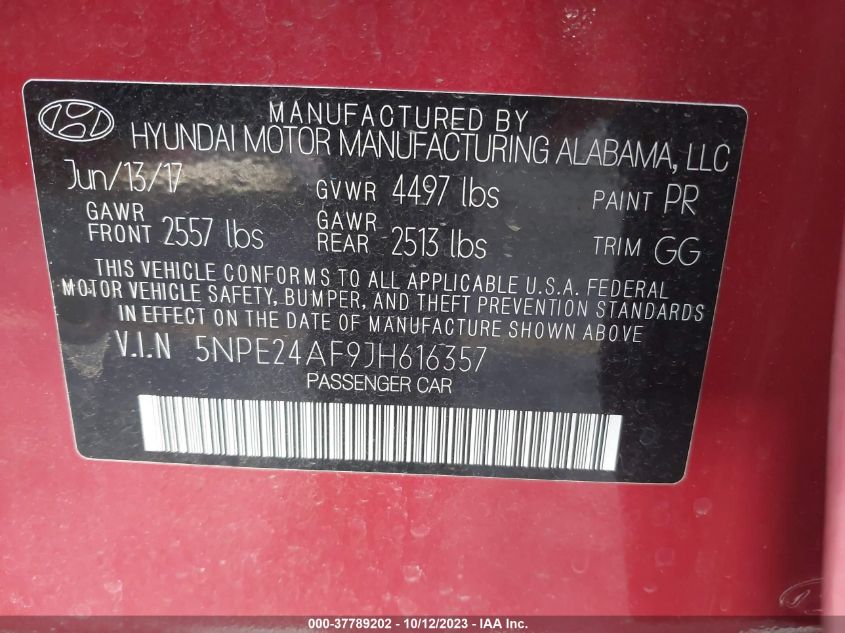 MANUFACTURED BY
HYUNDAI MOTOR MANUFACTURING ALABAMA, LLC
Jun/13/17 GVWR 4497 lbs PAINT PR
GAWR FRONT 2557 lbs GAWR REAR 2513 lbs TRIM GG
THIS VEHICLE CONFORMS TO ALL APPLICABLE U.S.A. FEDERAL
MOTOR VEHICLE SAFETY, BUMPER, AND THEFT PREVENTION STANDARDS
IN EFFECT ON THE DATE OF MANUFACTURE SHOWN ABOVE
V.I.N 5NPE24AF9JH616357
PASSENGER CAR
000-37789202 - 10/12/2023 - IAA Inc.